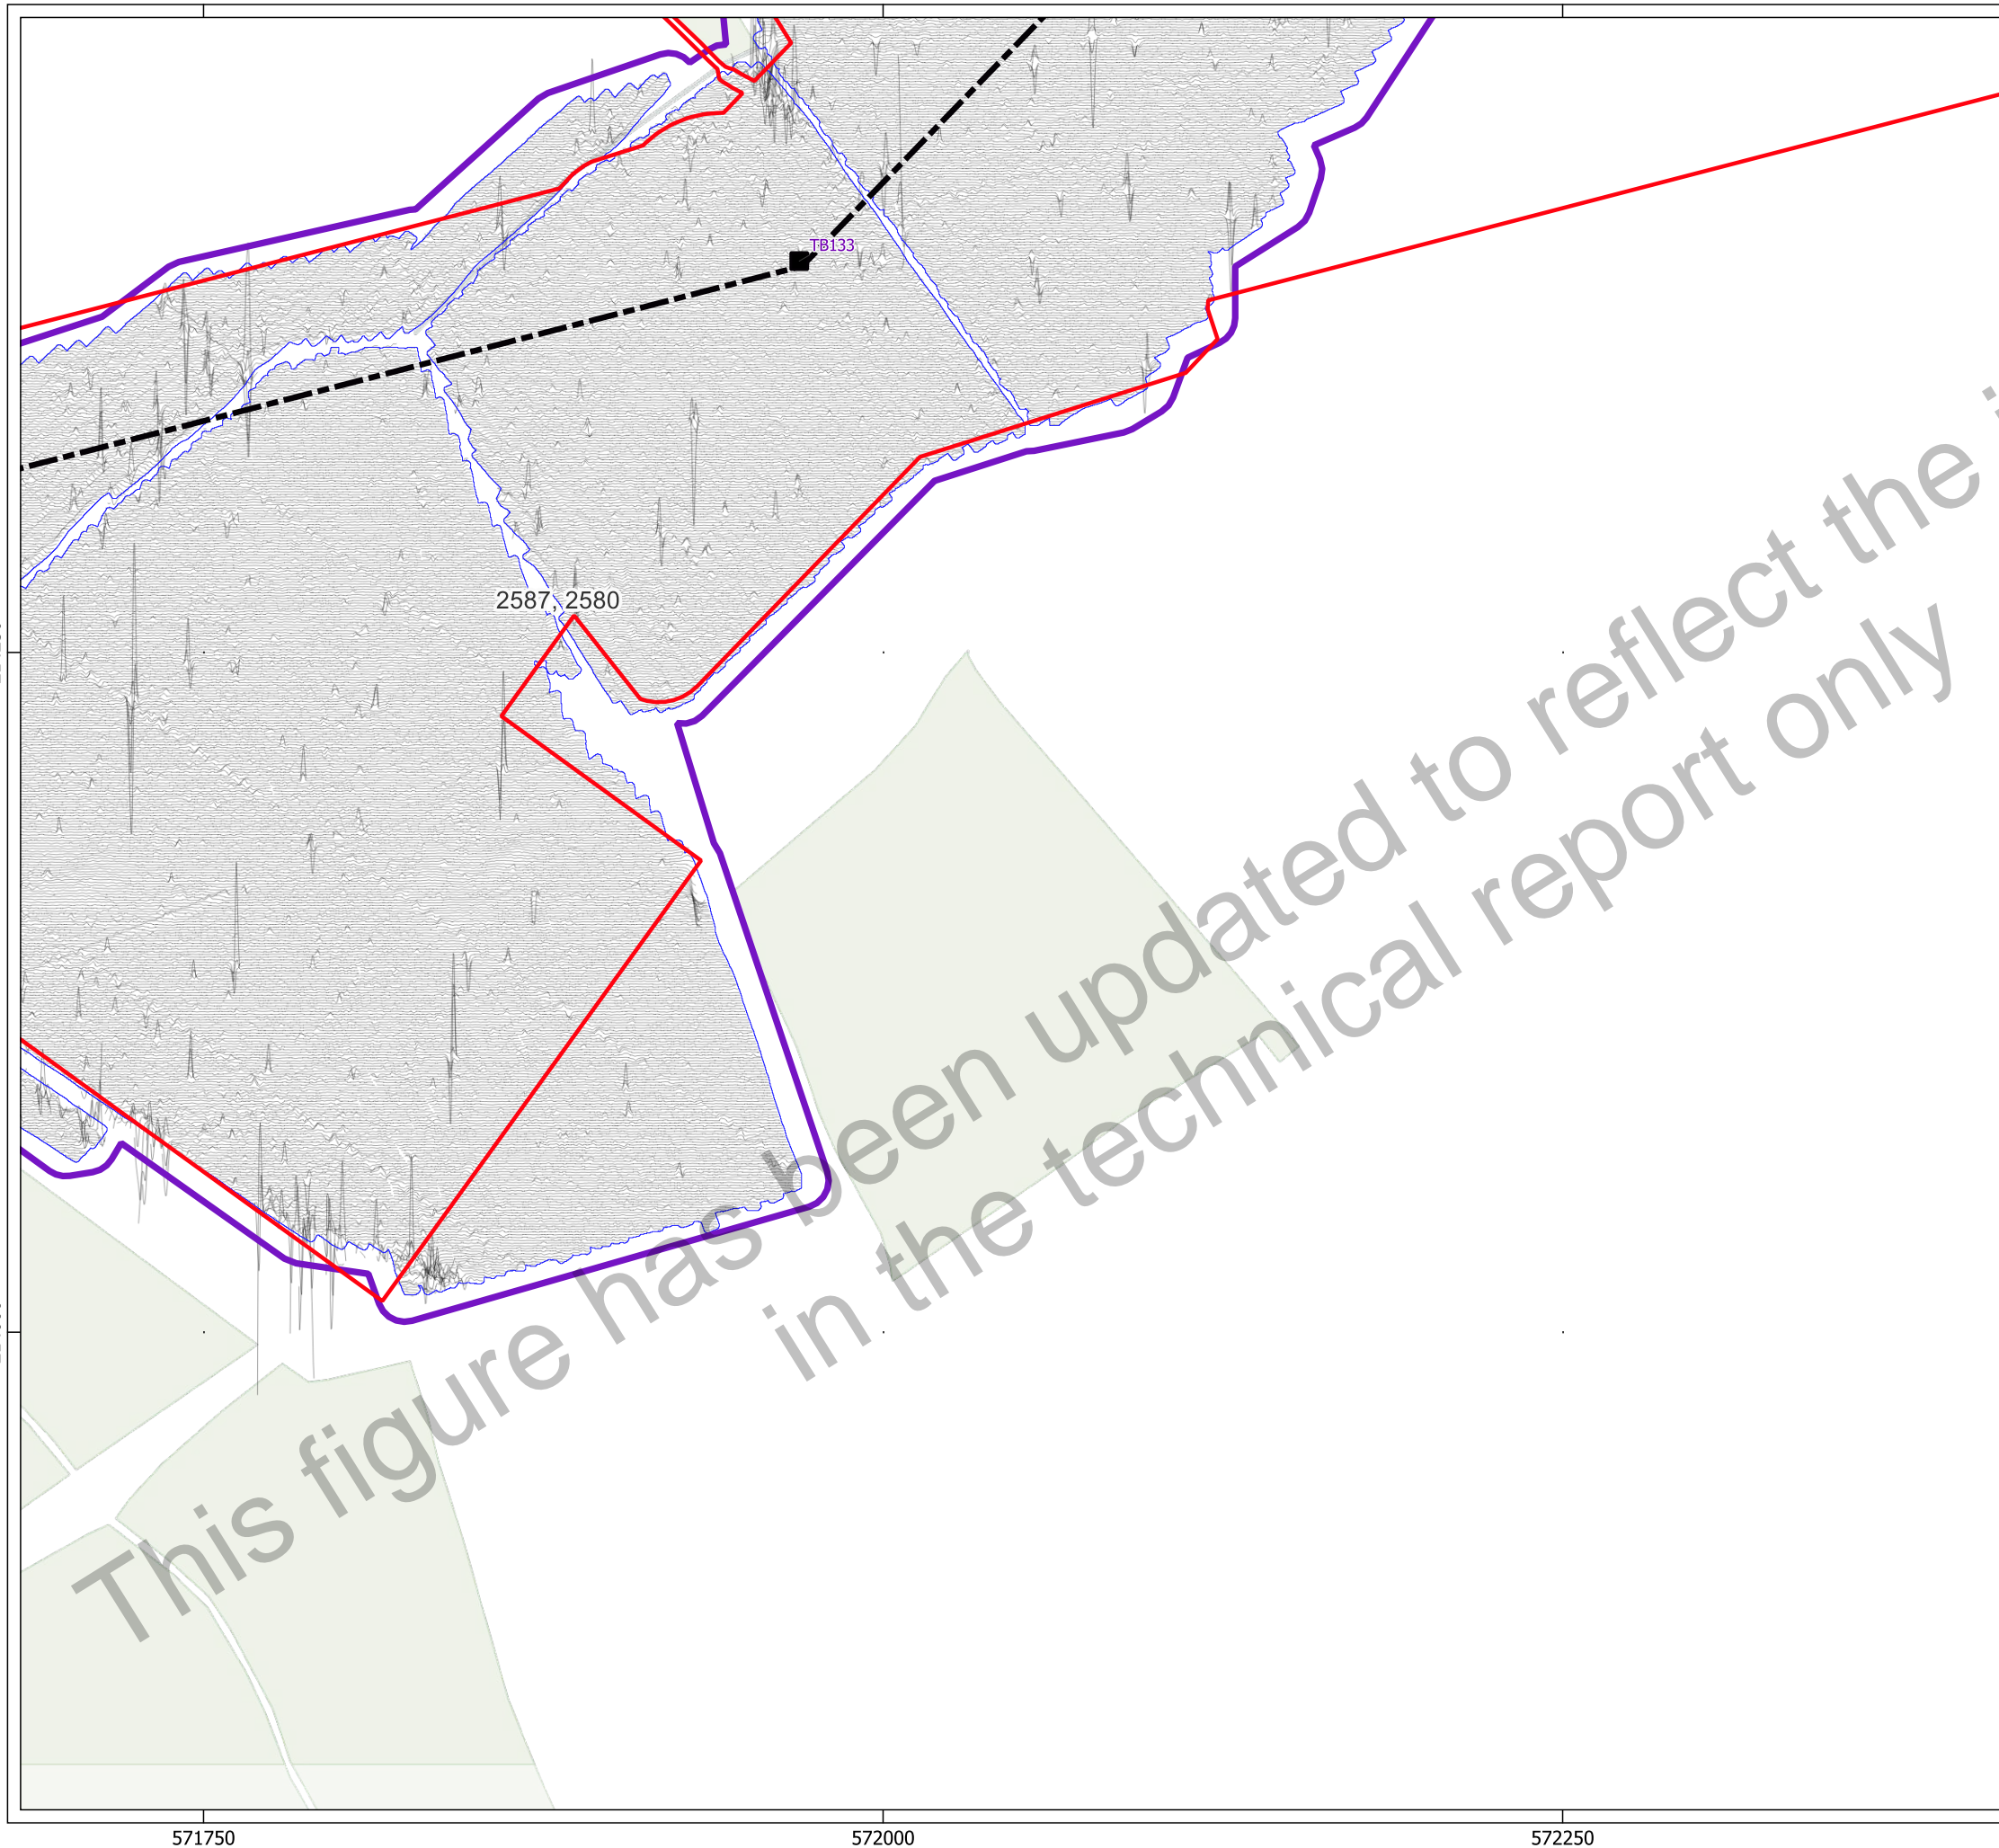 TB133
2587, 2580
This figure has been updated to reflect the
in the technical report only
571750
572000
572250